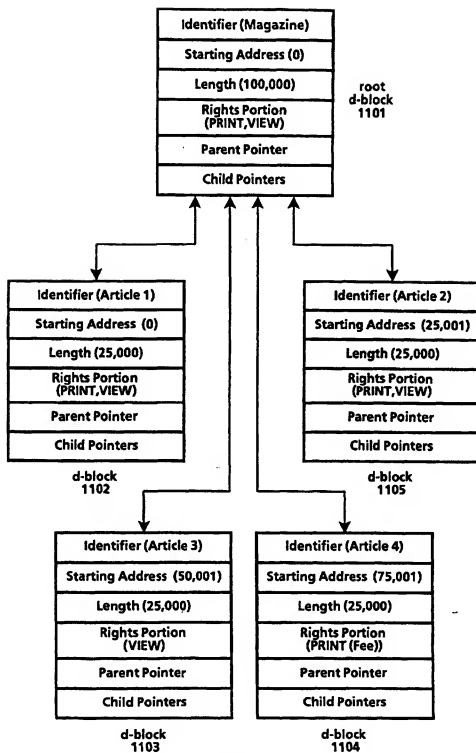 Identifier (Magazine)
Starting Address (0)
Length (100,000)
Rights Portion
(PRINT,VIEW)
Parent Pointer
Child Pointers
root
d-block
1101
Identifier (Article 1)
Starting Address (0)
Length (25,000)
Rights Portion
(PRINT,VIEW)
Parent Pointer
Child Pointers
d-block
1102
Identifier (Article 2)
Starting Address (25,001)
Length (25,000)
Rights Portion
(PRINT,VIEW)
Parent Pointer
Child Pointers
d-block
1105
Identifier (Article 3)
Starting Address (50,001)
Length (25,000)
Rights Portion
(VIEW)
Parent Pointer
Child Pointers
d-block
1103
Identifier (Article 4)
Starting Address (75,001)
Length (25,000)
Rights Portion
(PRINT (Fee))
Parent Pointer
Child Pointers
d-block
1104